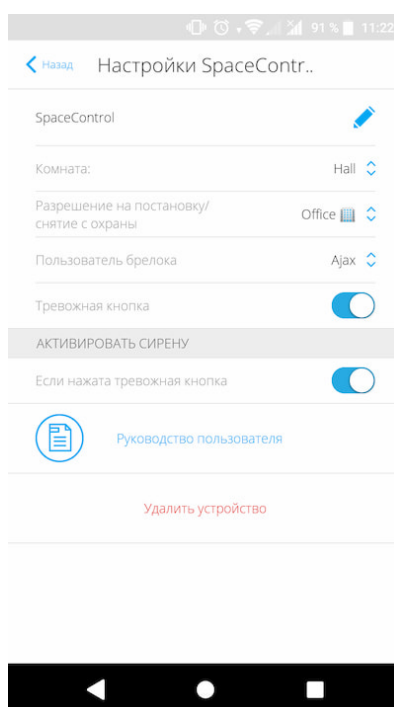 91 % 11:22
Назад Настройки SpaceContr..
SpaceControl
Комната: Hall
Разрешение на постановку/
снятие с охраны Office
Пользователь брелока Ajax
Тревожная кнопка
АКТИВИРОВАТЬ СИРЕНУ
Если нажата тревожная кнопка
Руководство пользователя
Удалить устройство